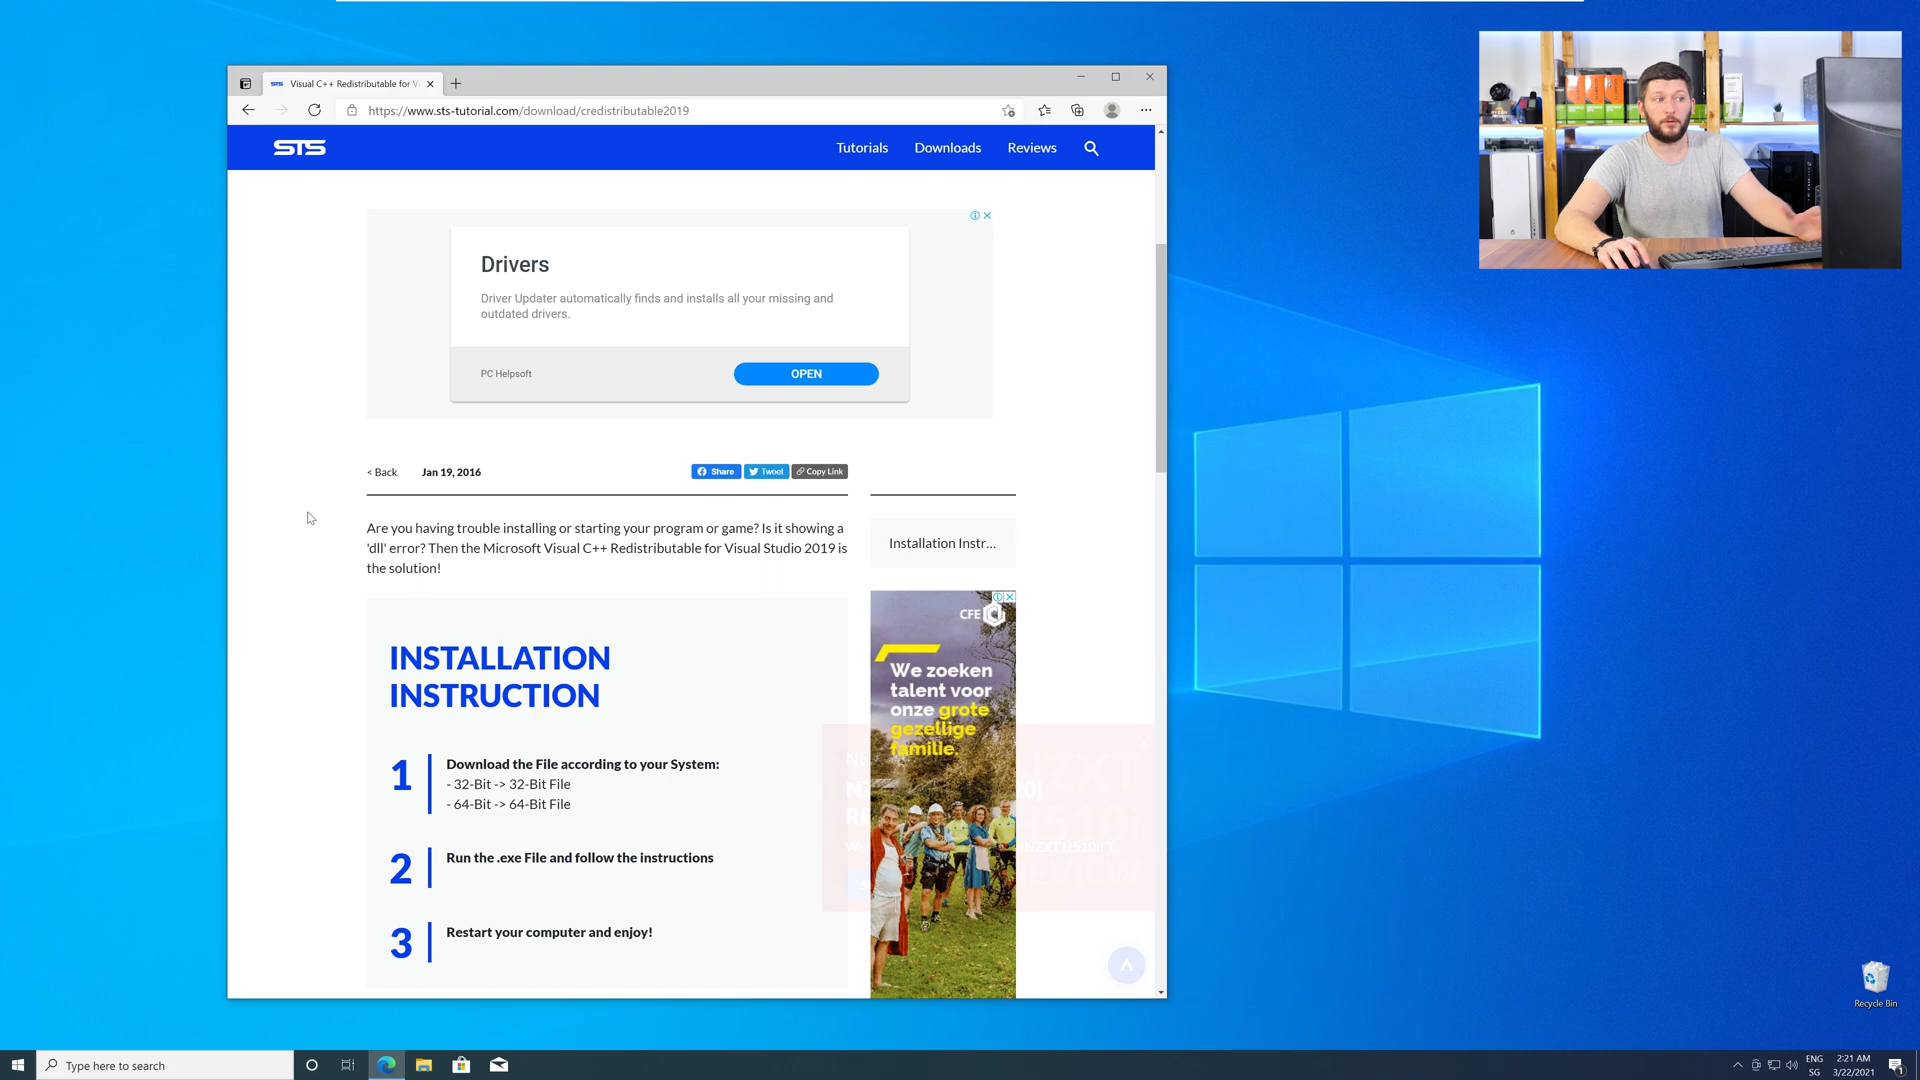 Visual C++ Redistributable for Vi
https://www.sts-tutorial.com/download/credistributable2019
STS
Tutorials
Downloads
Reviews
Drivers
Driver Updater automatically finds and installs all your missing and
outdated drivers.
PC Helpsoft
OPEN
< Back
Jan 19, 2016
Share
Tweet
Copy Link
Are you having trouble installing or starting your program or game? Is it showing a
'dll' error? Then the Microsoft Visual C++ Redistributable for Visual Studio 2019 is
the solution!
Installation Instr...
INSTALLATION
INSTRUCTION
1
Download the File according to your System:
- 32-Bit -> 32-Bit File
- 64-Bit -> 64-Bit File
2
Run the .exe File and follow the instructions
3
Restart your computer and enjoy!
CFE
We zoeken
talent voor
onze grote
gezellige
familie.
Recycle Bin
Type here to search
ENG
SG
2:21 AM
3/22/2021
1